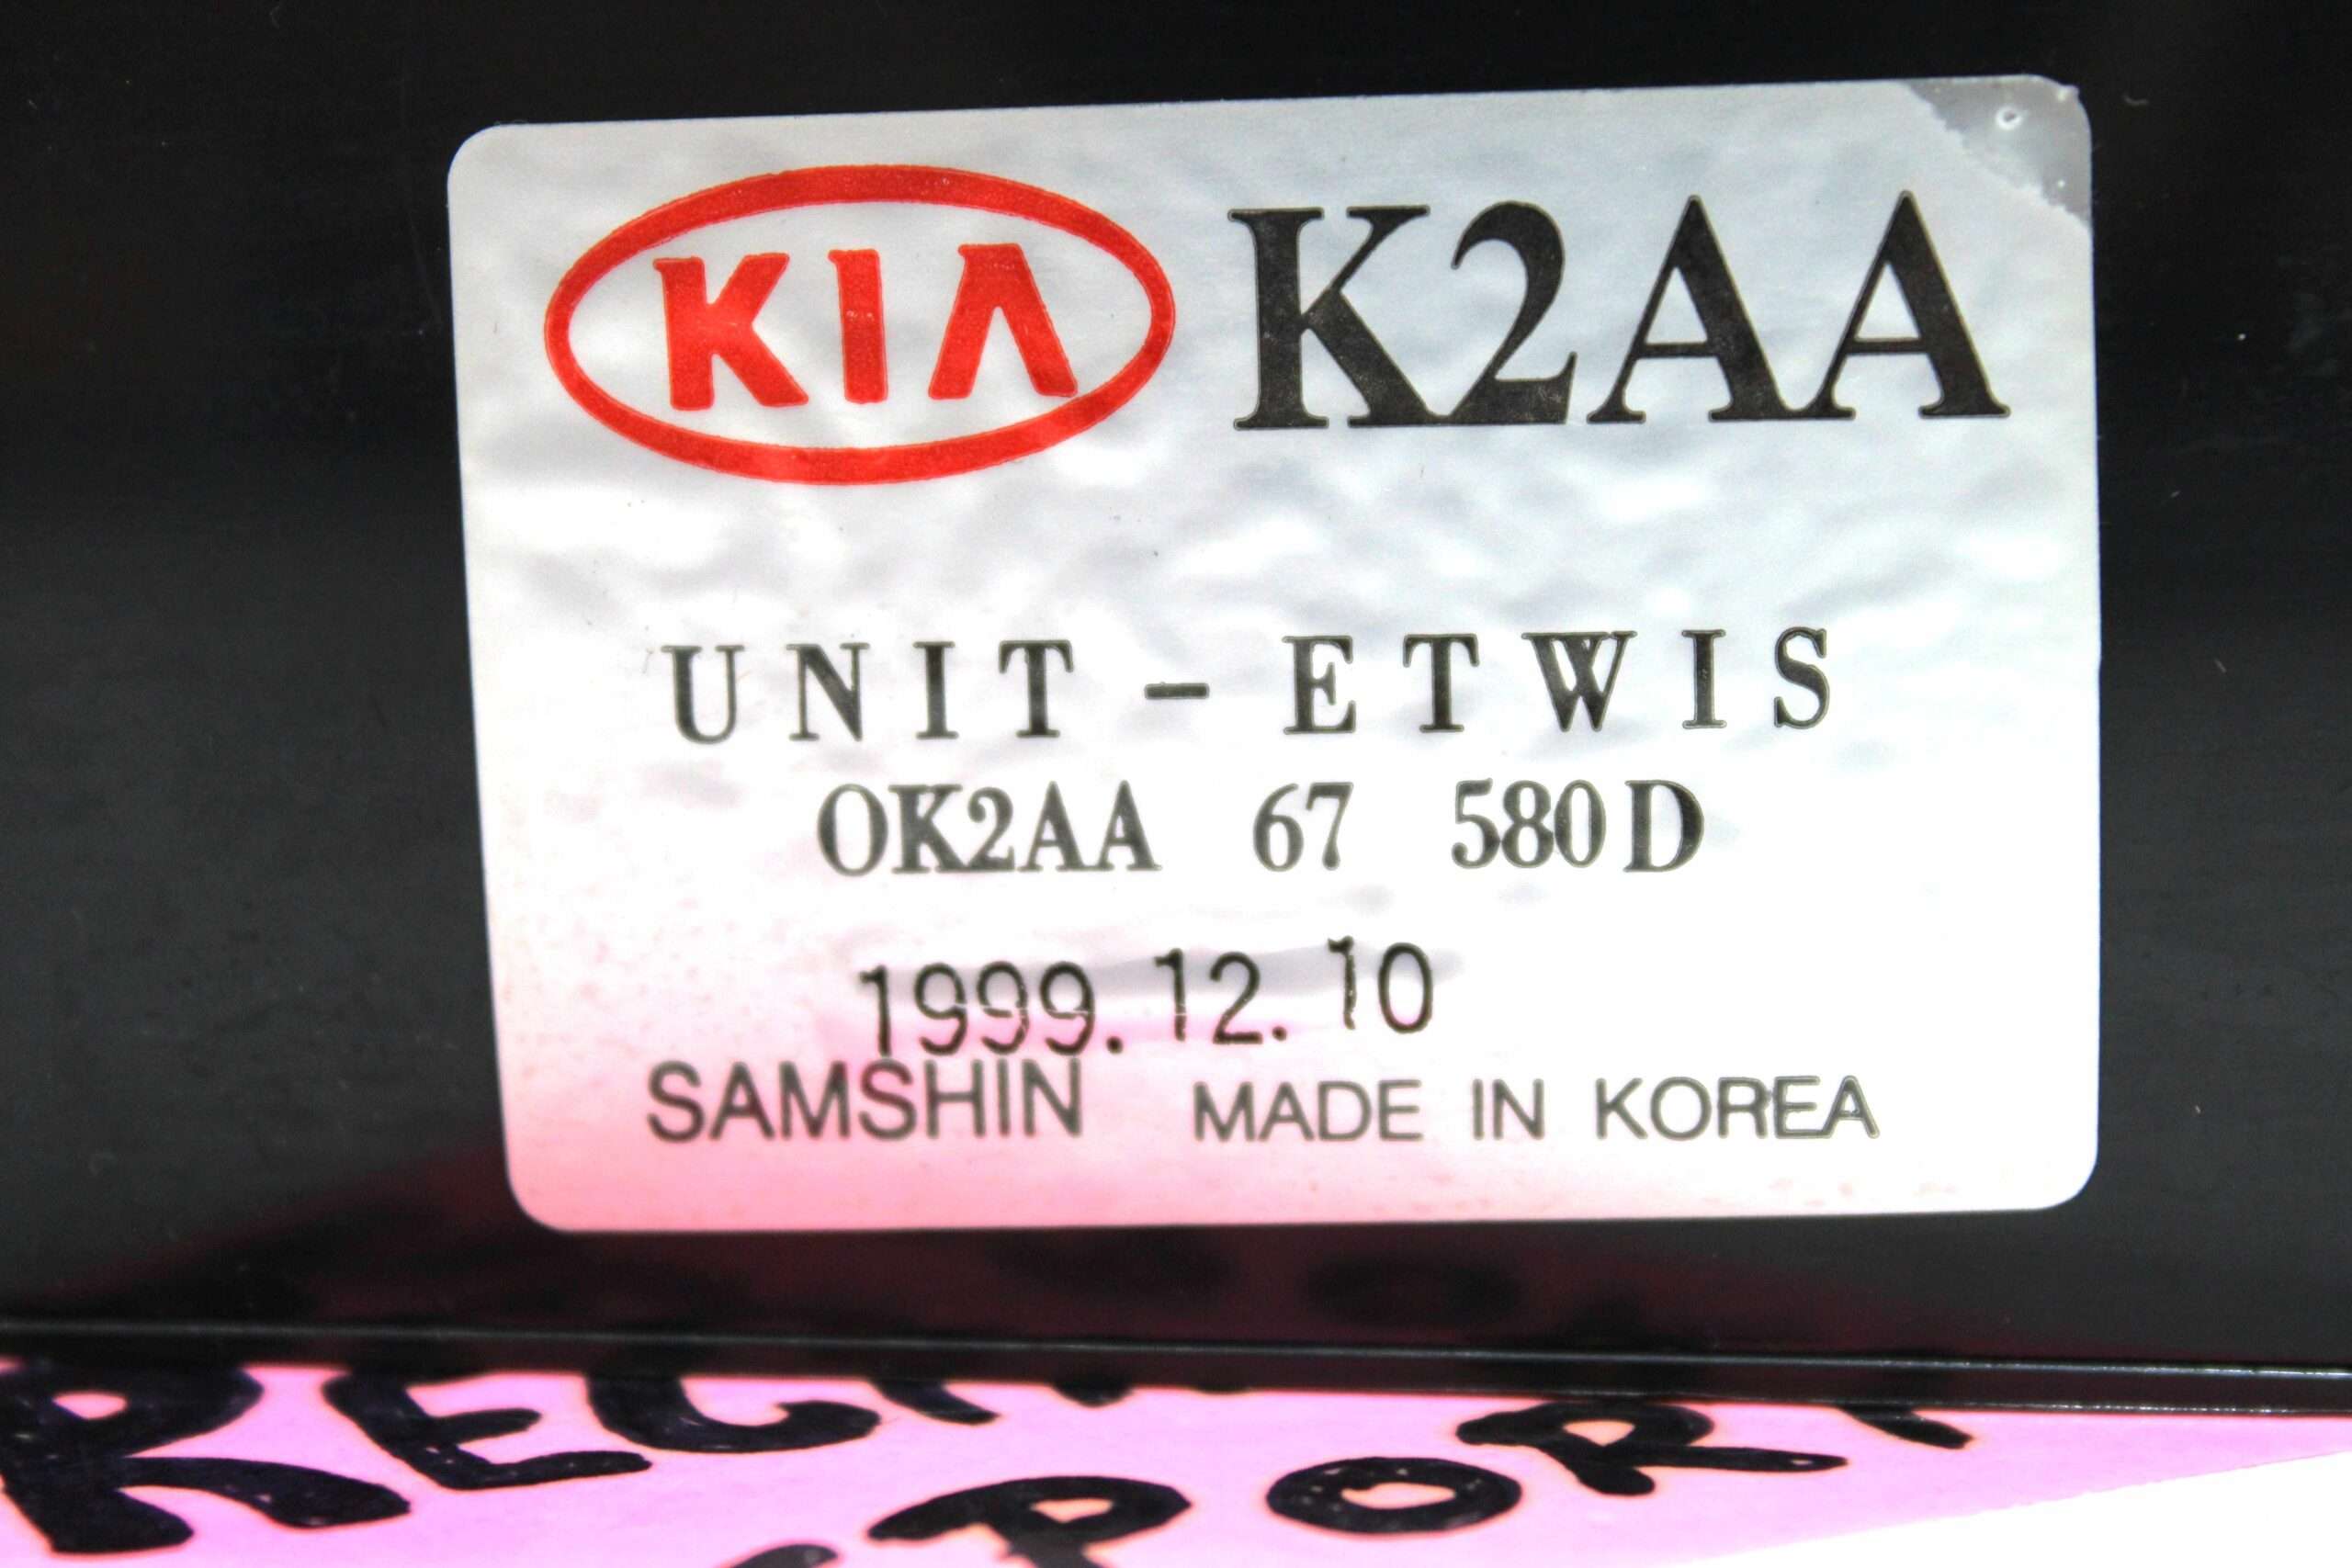 KIA K2AA
UNIT - ETWIS
OK2AA 67 580D
1999.12.10
SAMSHIN MADE IN KOREA